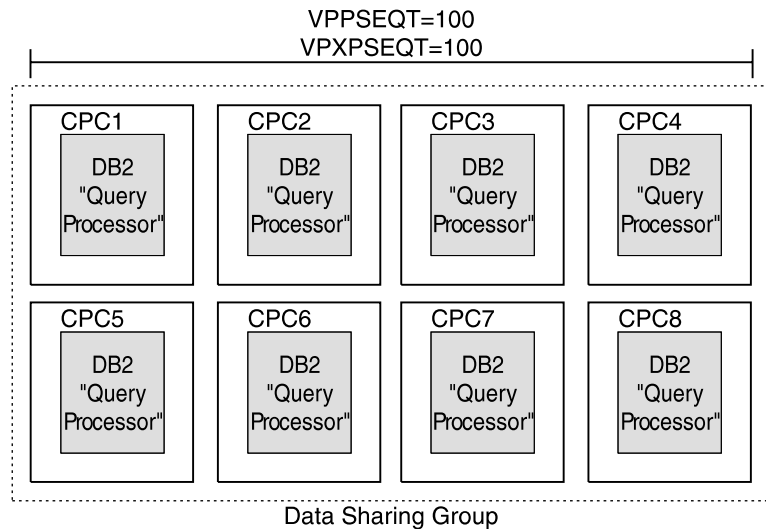 VPPSEQT=100
VPXPSEQT=100
CPC1
DB2
"Query
Processor"
CPC2
DB2
"Query
Processor"
CPC3
DB2
"Query
Processor"
CPC4
DB2
"Query
Processor"
CPC5
DB2
"Query
Processor"
CPC6
DB2
"Query
Processor"
CPC7
DB2
"Query
Processor"
CPC8
DB2
"Query
Processor"
Data Sharing Group